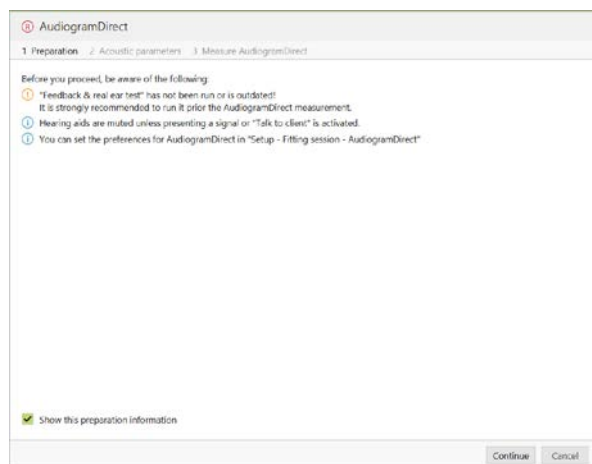 R AudiogramDirect
1 Preparation 2 Acoustic parameters 3 Measure AudiogramDirect
Before you proceed, be aware of the following:
"Feedback & real ear test" has not been run or is outdated!
It is strongly recommended to run it prior the AudiogramDirect measurement.
Hearing aids are muted unless presenting a signal or "Talk to client" is activated.
You can set the preferences for AudiogramDirect in "Setup - Fitting session - AudiogramDirect"
Show this preparation information
Continue Cancel